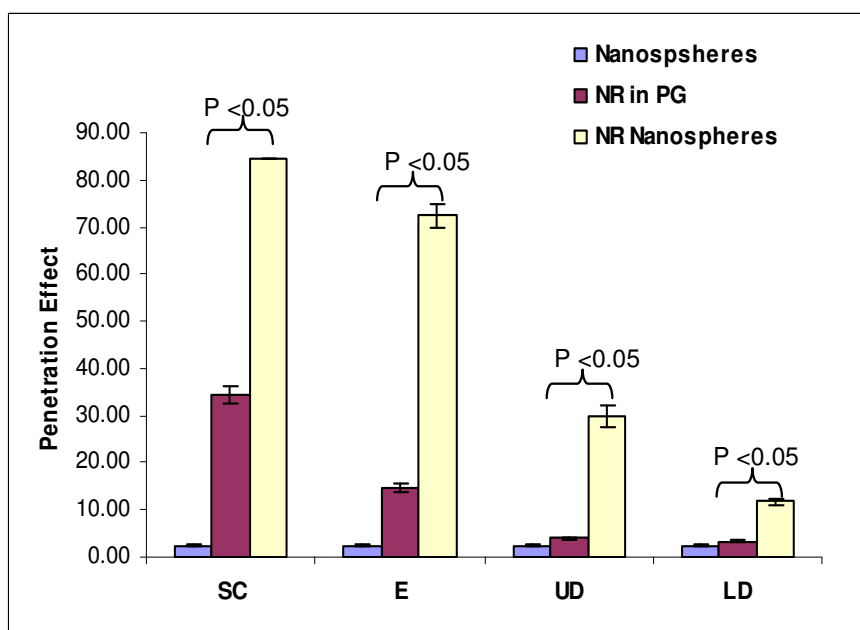 Nanospsheres
NR in PG
NR Nanospheres
P <0.05
P <0.05
P <0.05
P <0.05
Penetration Effect
90.00
80.00
70.00
60.00
50.00
40.00
30.00
20.00
10.00
0.00
SC E UD LD